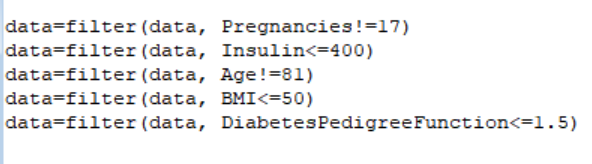 data=filter(data, Pregnancies!=17)
data=filter(data, Insulin<=400)
data=filter(data, Age!=81)
data=filter(data, BMI<=50)
data=filter(data, DiabetesPedigreeFunction<=1.5)